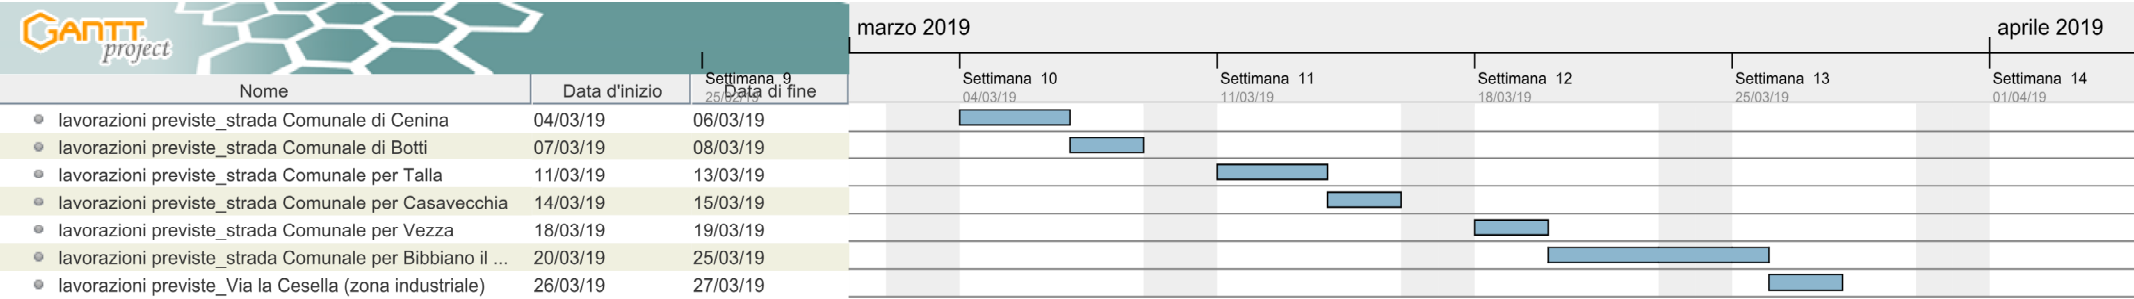 GANTT
project
marzo 2019
aprile 2019
Settimana 9
25/02/19
Settimana 10
04/03/19
Settimana 11
11/03/19
Settimana 12
18/03/19
Settimana 13
25/03/19
Settimana 14
01/04/19
Nome Data d'inizio Data di fine
lavorazioni previste_strada Comunale di Cenina 04/03/19 06/03/19
lavorazioni previste_strada Comunale di Botti 07/03/19 08/03/19
lavorazioni previste_strada Comunale per Talla 11/03/19 13/03/19
lavorazioni previste_strada Comunale per Casavecchia 14/03/19 15/03/19
lavorazioni previste_strada Comunale per Vezza 18/03/19 19/03/19
lavorazioni previste_strada Comunale per Bibbiano il ... 20/03/19 25/03/19
lavorazioni previste_Via la Cesella (zona industriale) 26/03/19 27/03/19